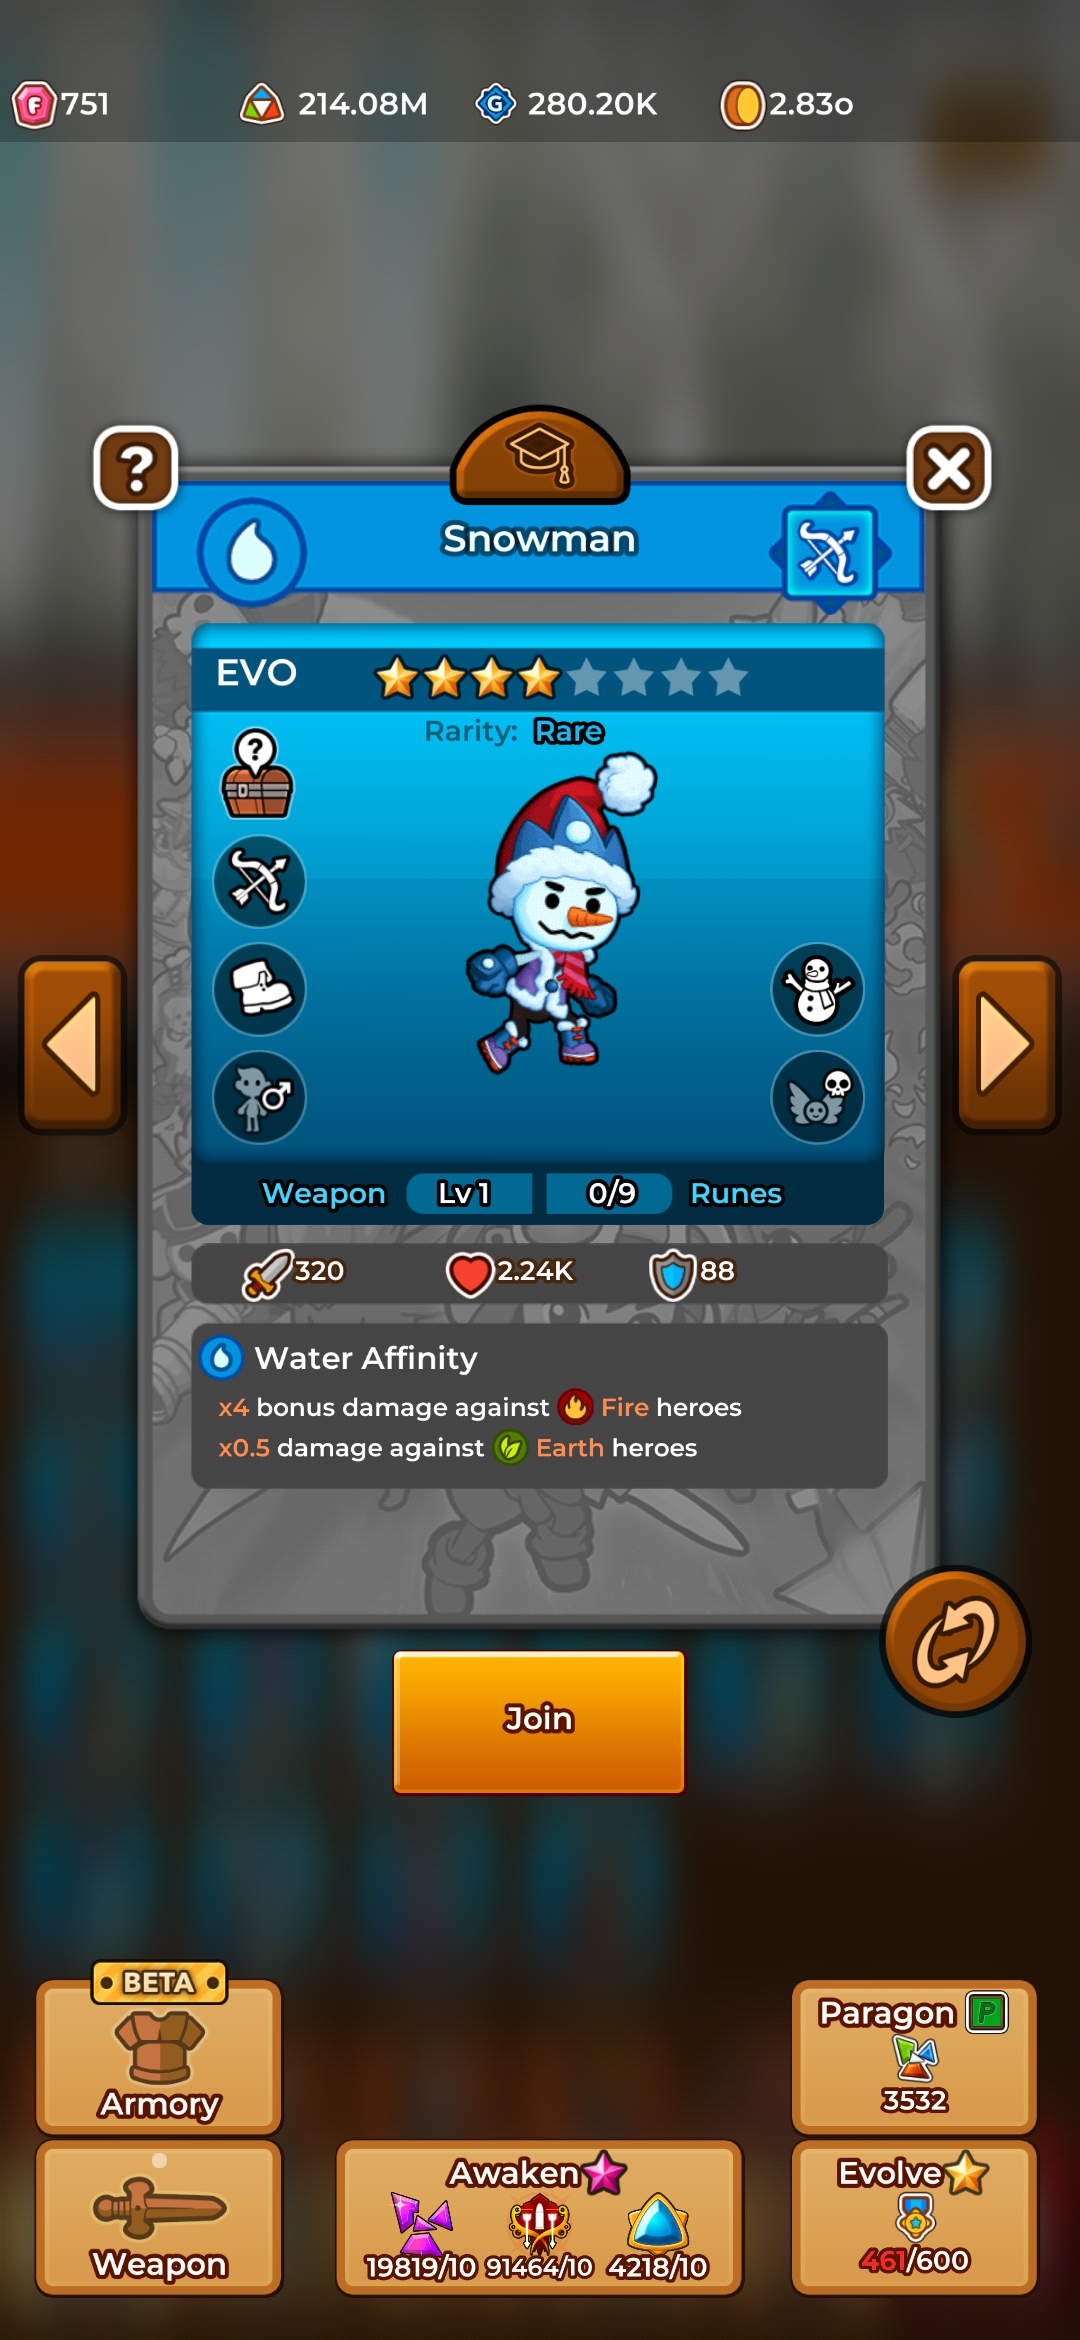 751 214.08M 280.20K 2.83o
Snowman
EVO
Rarity: Rare
Weapon Lv 1 0/9 Runes
320 2.24K 88
Water Affinity
x4 bonus damage against Fire heroes
x0.5 damage against Earth heroes
Join
BETA
Armory
Paragon P
3532
Weapon
Awaken
19819/10 91464/10 4218/10
Evolve
461/600